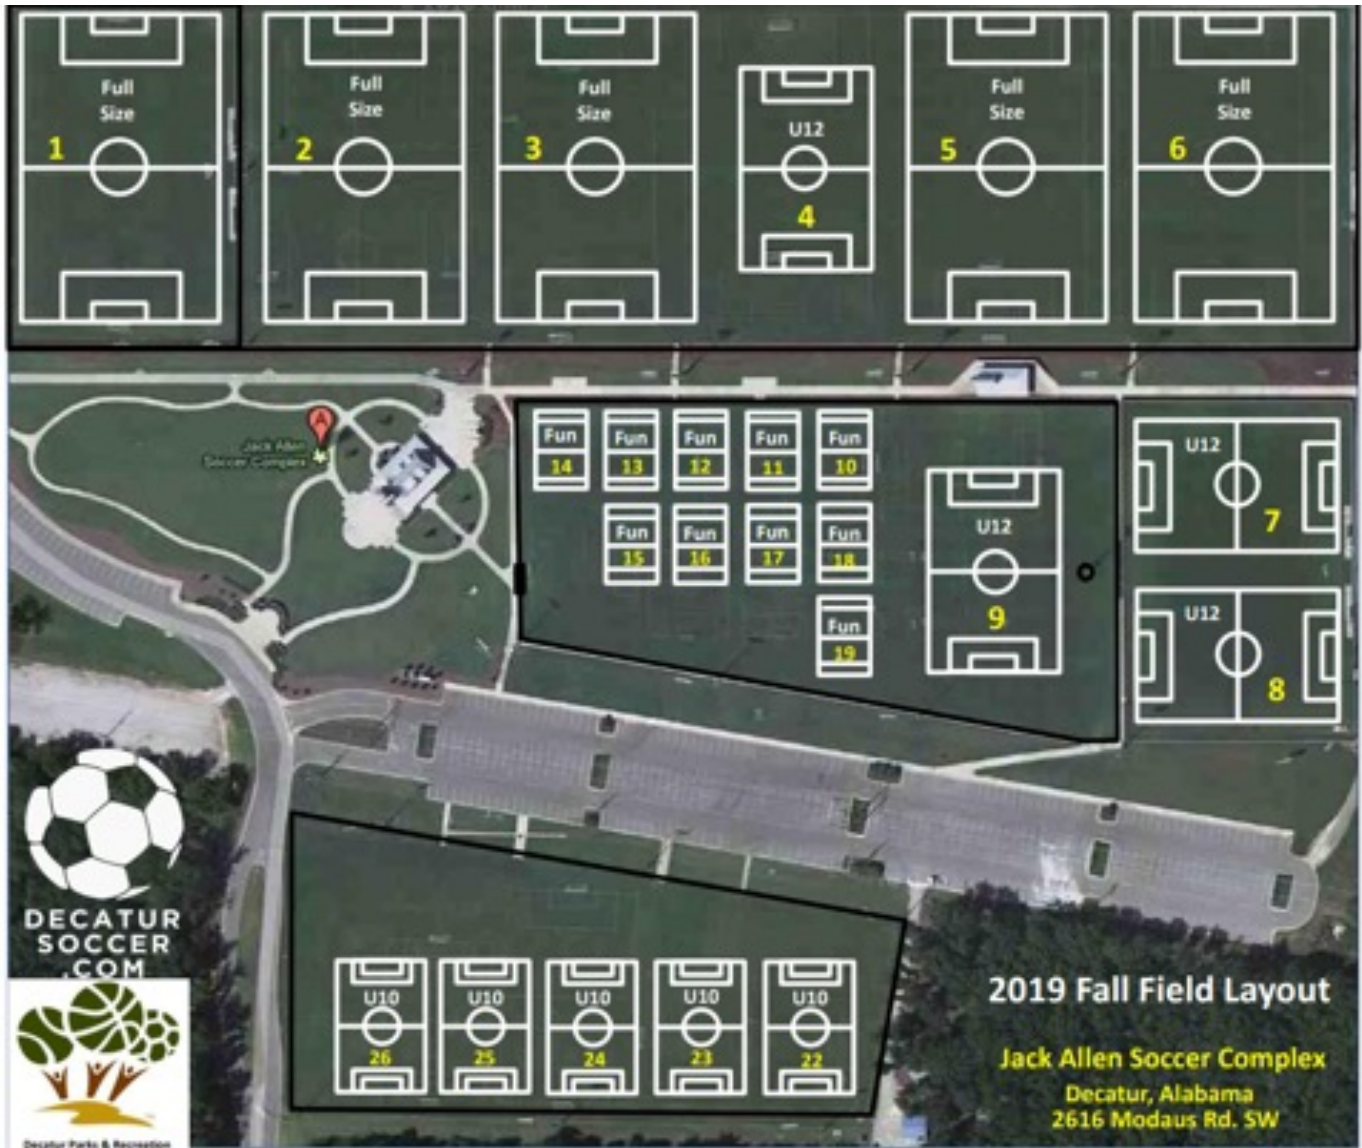 Full
Size
1
Full
Size
2
Full
Size
3
U12
4
Full
Size
5
Full
Size
6
A
Jack Allen
Soccer Complex
Fun
14
Fun
13
Fun
12
Fun
11
Fun
10
Fun
15
Fun
16
Fun
17
Fun
18
Fun
19
U12
9
U12
7
U12
8
DECATUR
SOCCER
.COM
Decatur Parks & Recreation
U10
26
U10
25
U10
24
U10
23
U10
22
2019 Fall Field Layout
Jack Allen Soccer Complex
Decatur, Alabama
2616 Modaus Rd. SW